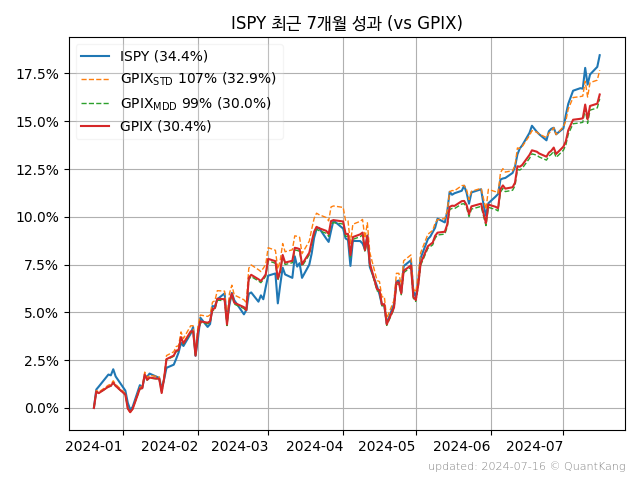 ISPY 최근 7개월 성과 (vs GPIX)
ISPY (34.4%)
GPIX_STD 107% (32.9%)
GPIX_MDD 99% (30.0%)
GPIX (30.4%)
17.5%
15.0%
12.5%
10.0%
7.5%
5.0%
2.5%
0.0%
2024-01 2024-02 2024-03 2024-04 2024-05 2024-06 2024-07
updated: 2024-07-16 © QuantKang